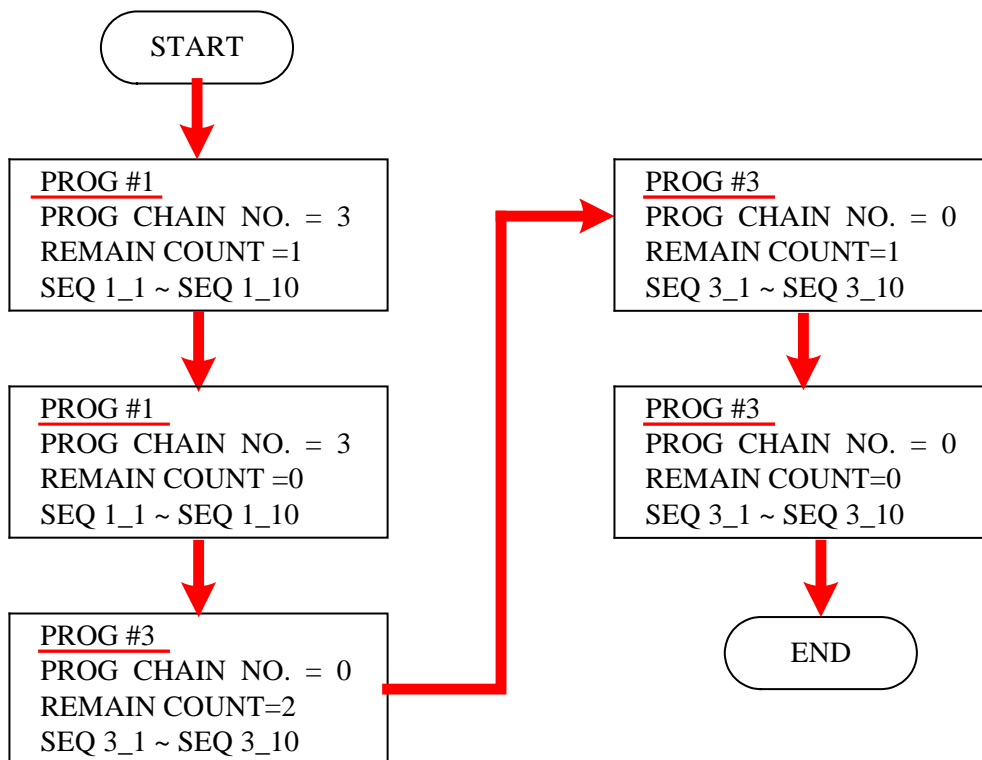 START
PROG #1
PROG CHAIN NO. = 3
REMAIN COUNT =1
SEQ 1_1 ~ SEQ 1_10
PROG #1
PROG CHAIN NO. = 3
REMAIN COUNT =0
SEQ 1_1 ~ SEQ 1_10
PROG #3
PROG CHAIN NO. = 0
REMAIN COUNT=2
SEQ 3_1 ~ SEQ 3_10
PROG #3
PROG CHAIN NO. = 0
REMAIN COUNT=1
SEQ 3_1 ~ SEQ 3_10
PROG #3
PROG CHAIN NO. = 0
REMAIN COUNT=0
SEQ 3_1 ~ SEQ 3_10
END